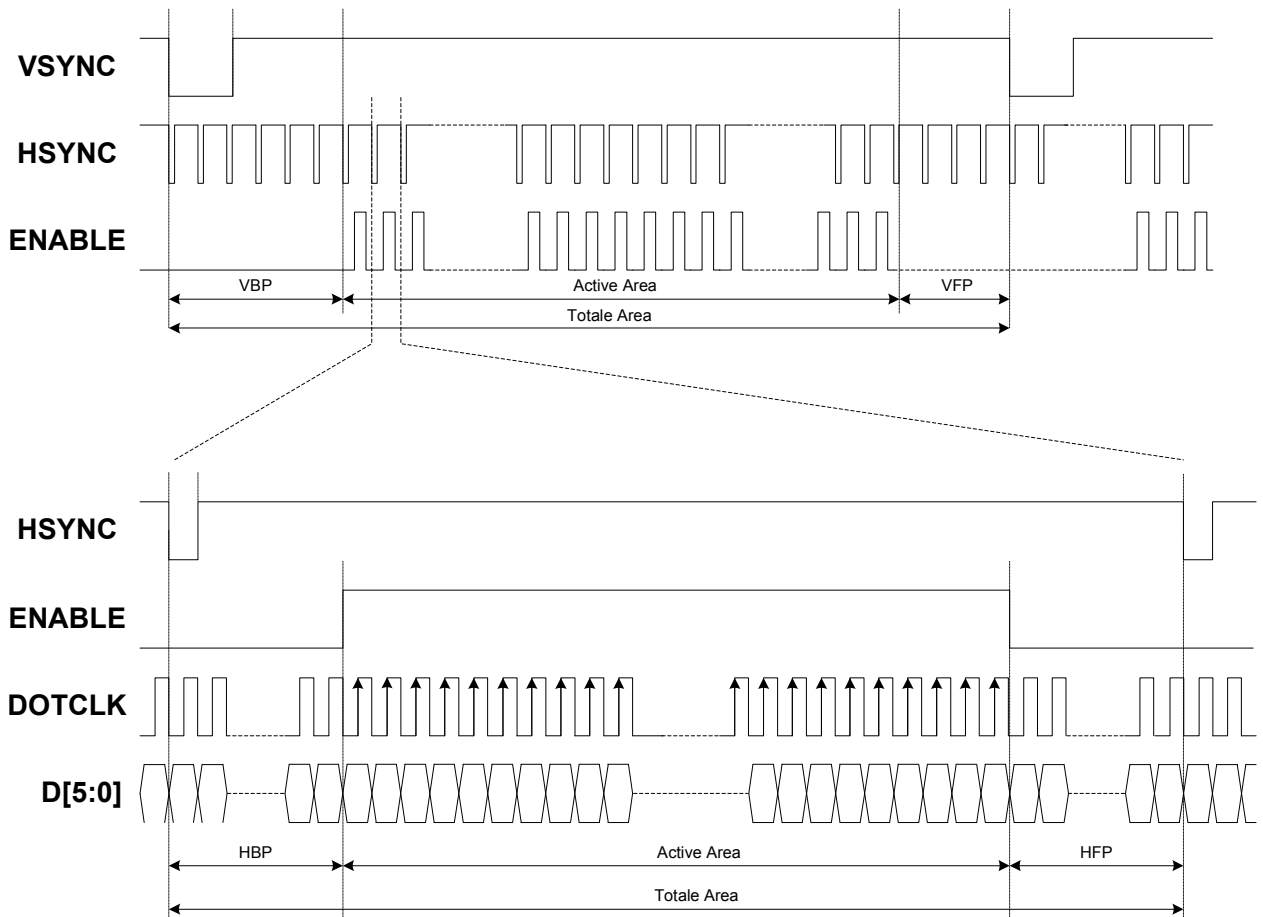 VSYNC
HSYNC
ENABLE
VBP Active Area VFP
Totale Area
HSYNC
ENABLE
DOTCLK
D[5:0]
HBP Active Area HFP
Totale Area